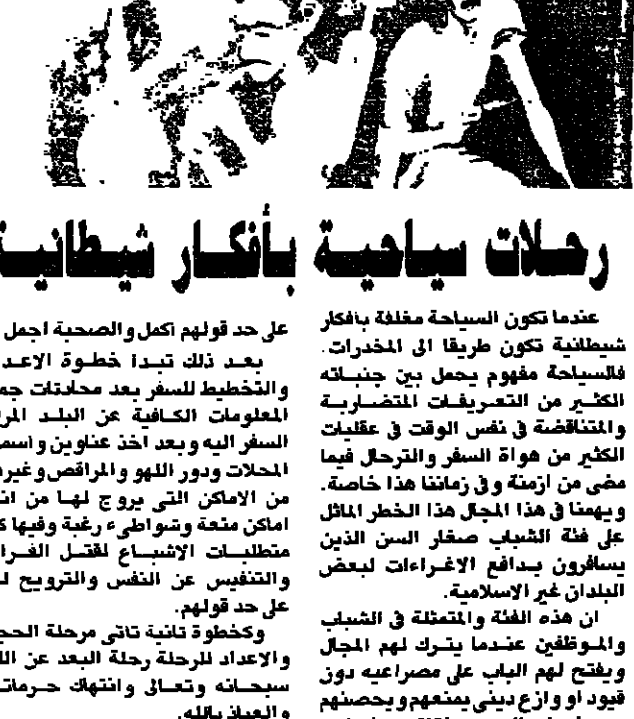 رحلات سياحية بأفكار شيطانية
عندما تكون السياحة مغلفة بافكار
شيطانية تكون طريقا الى المخدرات.
فالسياحة مفهوم يحمل بين جنباته
الكثير من التعريفات المتضاربة
والمتناقضة في نفس الوقت في عقليات
الكثير من هواة السفر والترحال فيما
مضى من ازمنة وفي زماننا هذا خاصة.
ويهمنا في هذا المجال هذا الخطر الماثل
على فئة الشباب صغار السن الذين
يسافرون بدافع الاغراءات لبعض
البلدان غير الاسلامية.
ان هذه الفئة والمتمثلة في الشباب
والموظفين عندما يترك لهم المجال
ويفتح لهم الباب على مصراعيه دون
قيود او وازع ديني يمنعهم ويحصنهم
على حد قولهم اكمل والصحبة اجمل
بعد ذلك تبدا خطوة الاعد
والتخطيط للسفر بعد محادثات جم
المعلومات الكافية عن البلد المر
السفر اليه وبعد اخذ عناوين واسم
المحلات ودور اللهو والمراقص وغير
من الاماكن التي يروج لها من ان
اماكن متعة وشواطىء رغبة وفيها ك
متطلبات الاشباع لقتل الفرا
والتنفيس عن النفس والترويح ل
على حد قولهم.
وكخطوة ثانية تاتي مرحلة الحج
والاعداد للرحلة رحلة البعد عن الل
سبحانه وتعالى وانتهاك حرمات
والعياذ بالله.